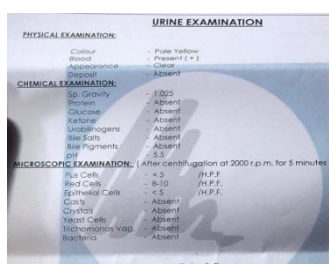 URINE EXAMINATION
PHYSICAL EXAMINATION:
Colour - Pale Yellow
Blood - Present ( + )
Appearance - Clear
Deposit - Absent
CHEMICAL EXAMINATION:
Sp. Gravity - 1.025
Protein - Absent
Glucose - Absent
Ketone - Absent
Urobilinogens - Absent
Bile Salts - Absent
Bile Pigments - Absent
pH - 5.5
MICROSCOPIC EXAMINATION: ( After centrifugation at 2000 r.p.m. for 5 minutes
Pus Cells - < 5 /H.P.F
Red Cells - 8-10 /H.P.F.
Epithelial Cells - < 5 /H.P.F.
Casts - Absent
Crystals - Absent
Yeast Cells - Absent
Trichomonas Vag. - Absent
Bacteria - Absent